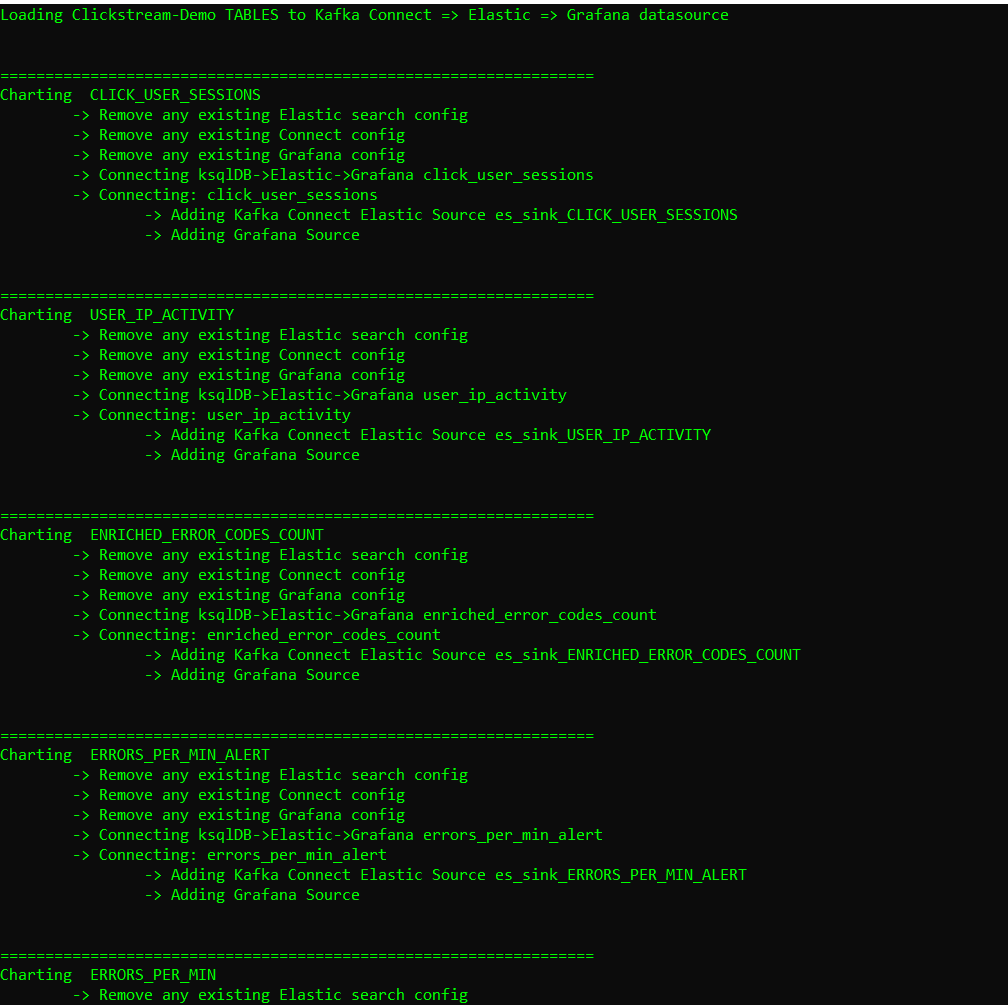 Loading Clickstream-Demo TABLES to Kafka Connect => Elastic => Grafana datasource
==================================================================
Charting  CLICK_USER_SESSIONS
-> Remove any existing Elastic search config
-> Remove any existing Connect config
-> Remove any existing Grafana config
-> Connecting ksqlDB->Elastic->Grafana click_user_sessions
-> Connecting: click_user_sessions
-> Adding Kafka Connect Elastic Source es_sink_CLICK_USER_SESSIONS
-> Adding Grafana Source
==================================================================
Charting  USER_IP_ACTIVITY
-> Remove any existing Elastic search config
-> Remove any existing Connect config
-> Remove any existing Grafana config
-> Connecting ksqlDB->Elastic->Grafana user_ip_activity
-> Connecting: user_ip_activity
-> Adding Kafka Connect Elastic Source es_sink_USER_IP_ACTIVITY
-> Adding Grafana Source
==================================================================
Charting  ENRICHED_ERROR_CODES_COUNT
-> Remove any existing Elastic search config
-> Remove any existing Connect config
-> Remove any existing Grafana config
-> Connecting ksqlDB->Elastic->Grafana enriched_error_codes_count
-> Connecting: enriched_error_codes_count
-> Adding Kafka Connect Elastic Source es_sink_ENRICHED_ERROR_CODES_COUNT
-> Adding Grafana Source
==================================================================
Charting  ERRORS_PER_MIN_ALERT
-> Remove any existing Elastic search config
-> Remove any existing Connect config
-> Remove any existing Grafana config
-> Connecting ksqlDB->Elastic->Grafana errors_per_min_alert
-> Connecting: errors_per_min_alert
-> Adding Kafka Connect Elastic Source es_sink_ERRORS_PER_MIN_ALERT
-> Adding Grafana Source
==================================================================
Charting  ERRORS_PER_MIN
-> Remove any existing Elastic search config